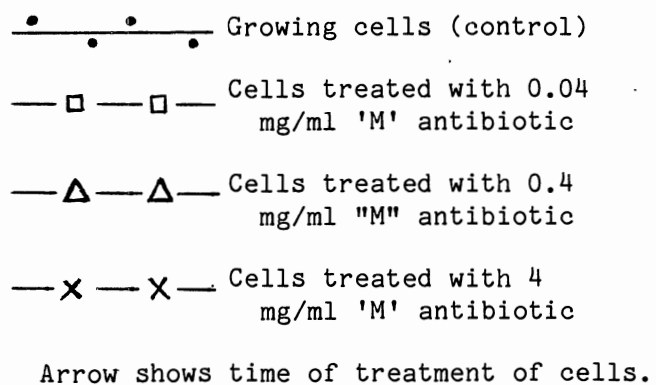 Growing cells (control)
Cells treated with 0.04
mg/ml 'M' antibiotic
Cells treated with 0.4
mg/ml "M" antibiotic
Cells treated with 4
mg/ml 'M' antibiotic
Arrow shows time of treatment of cells.